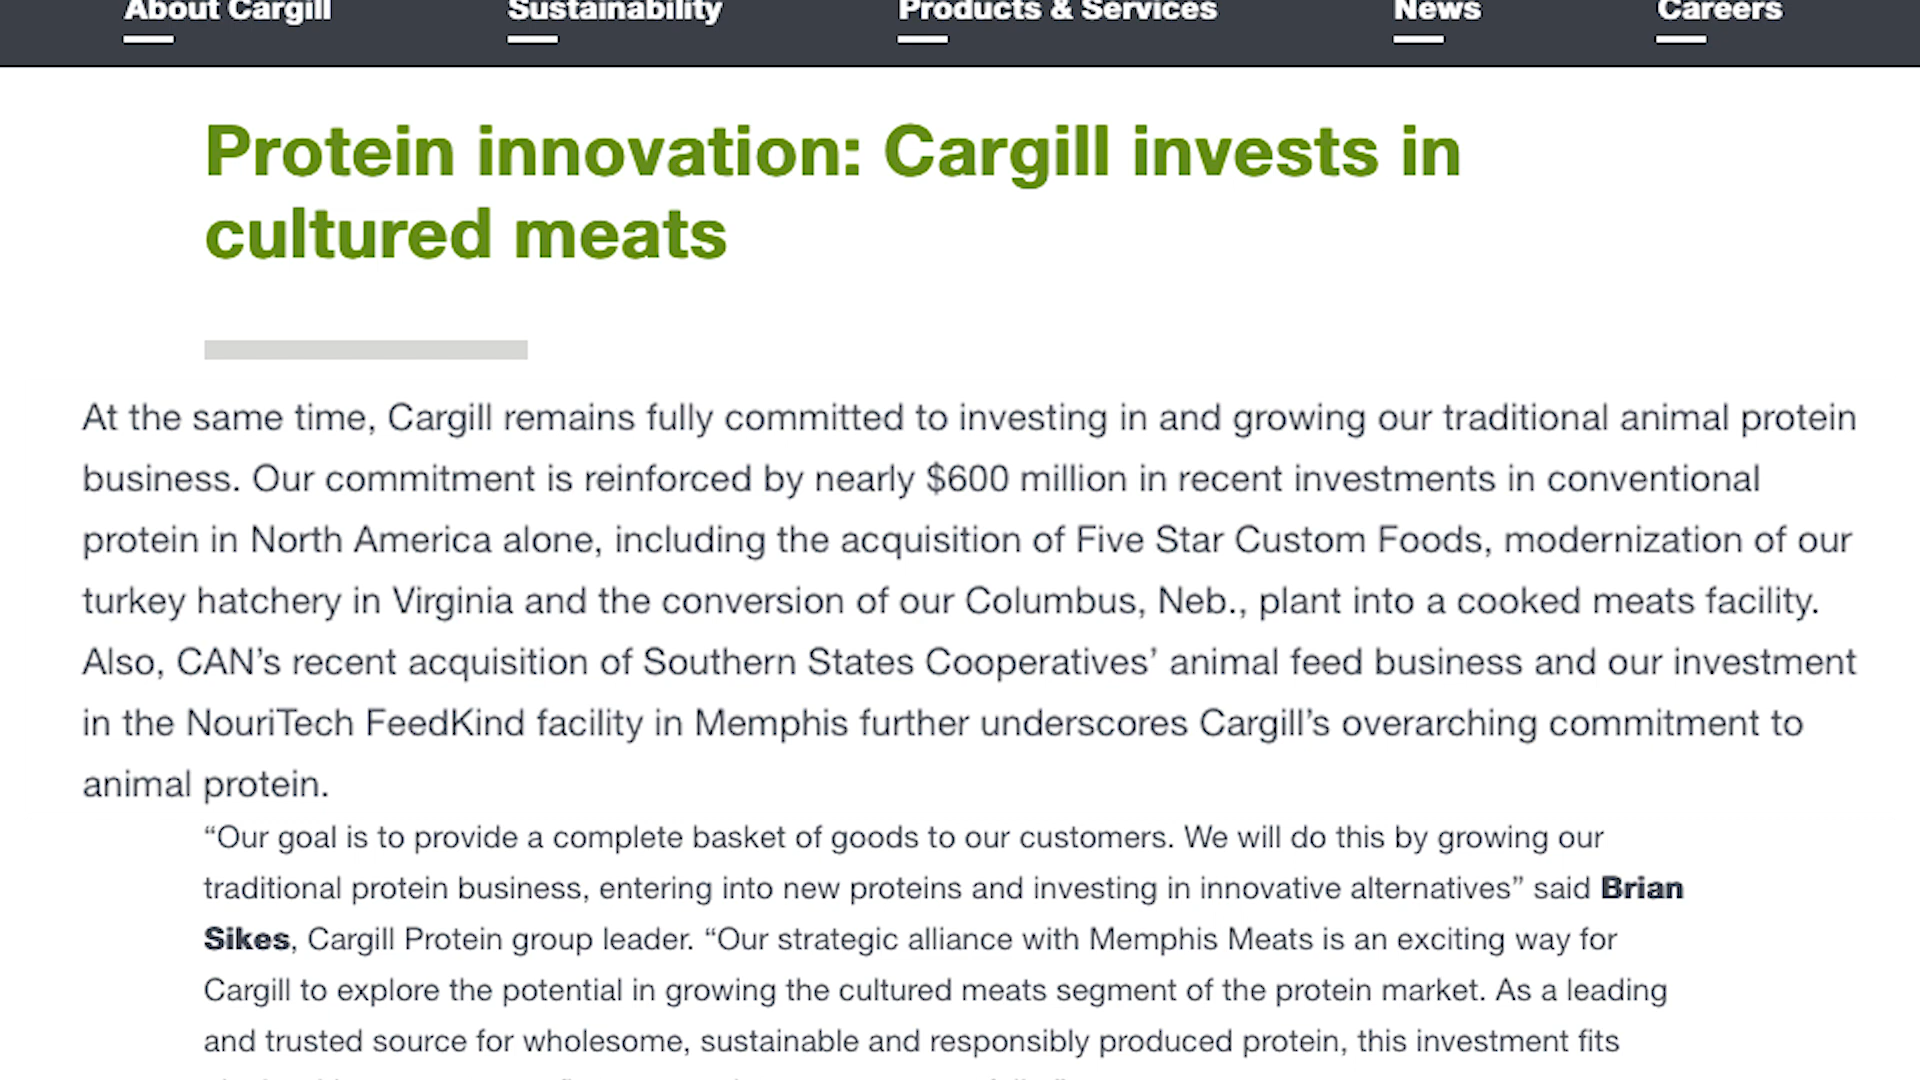 About Cargill Sustainability Products & Services News Careers
Protein innovation: Cargill invests in
cultured meats
At the same time, Cargill remains fully committed to investing in and growing our traditional animal protein
business. Our commitment is reinforced by nearly $600 million in recent investments in conventional
protein in North America alone, including the acquisition of Five Star Custom Foods, modernization of our
turkey hatchery in Virginia and the conversion of our Columbus, Neb., plant into a cooked meats facility.
Also, CAN’s recent acquisition of Southern States Cooperatives’ animal feed business and our investment
in the NouriTech FeedKind facility in Memphis further underscores Cargill’s overarching commitment to
animal protein.
“Our goal is to provide a complete basket of goods to our customers. We will do this by growing our
traditional protein business, entering into new proteins and investing in innovative alternatives” said Brian
Sikes, Cargill Protein group leader. “Our strategic alliance with Memphis Meats is an exciting way for
Cargill to explore the potential in growing the cultured meats segment of the protein market. As a leading
and trusted source for wholesome, sustainable and responsibly produced protein, this investment fits